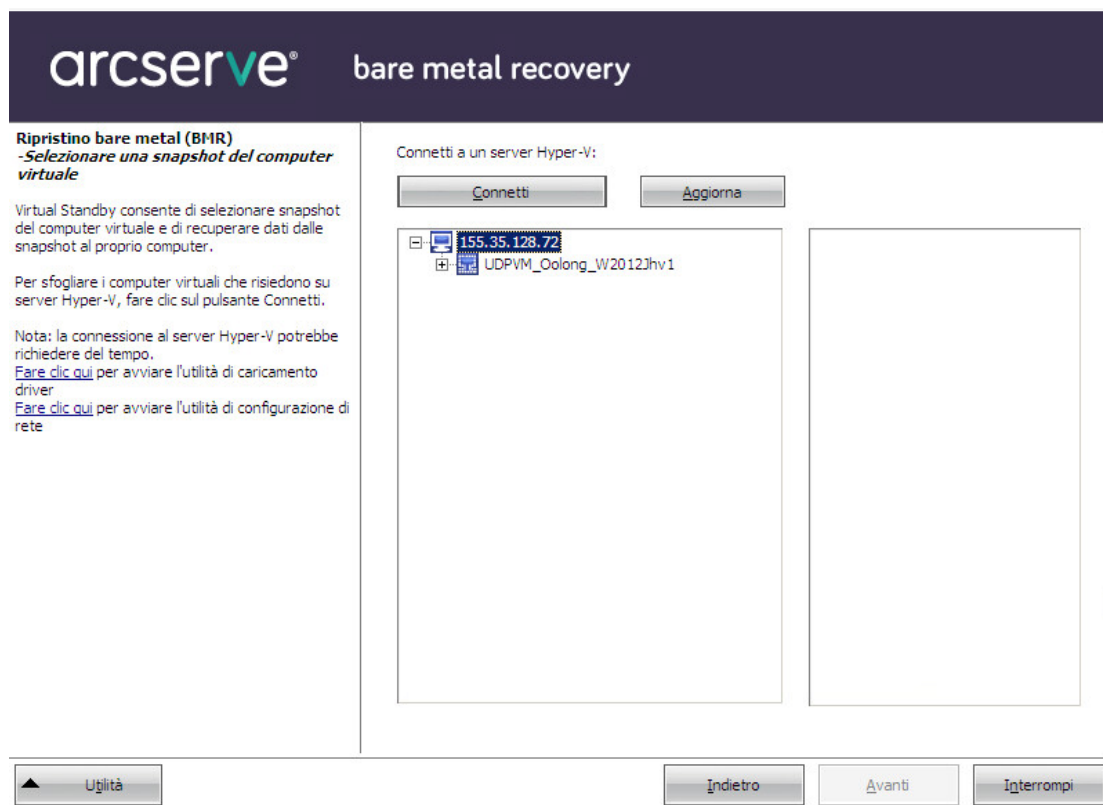 arcserve® bare metal recovery
Ripristino bare metal (BMR)
-Selezionare una snapshot del computer
virtuale
Virtual Standby consente di selezionare snapshot
del computer virtuale e di recuperare dati dalle
snapshot al proprio computer.
Per sfogliare i computer virtuali che risiedono su
server Hyper-V, fare clic sul pulsante Connetti.
Nota: la connessione al server Hyper-V potrebbe
richiedere del tempo.
Fare clic qui per avviare l'utilità di caricamento
driver
Fare clic qui per avviare l'utilità di configurazione di
rete
Connetti a un server Hyper-V:
Connetti Aggiorna
155.35.128.72
UDPVM_Oolong_W2012Jhv1
Utilità Indietro Avanti Interrompi